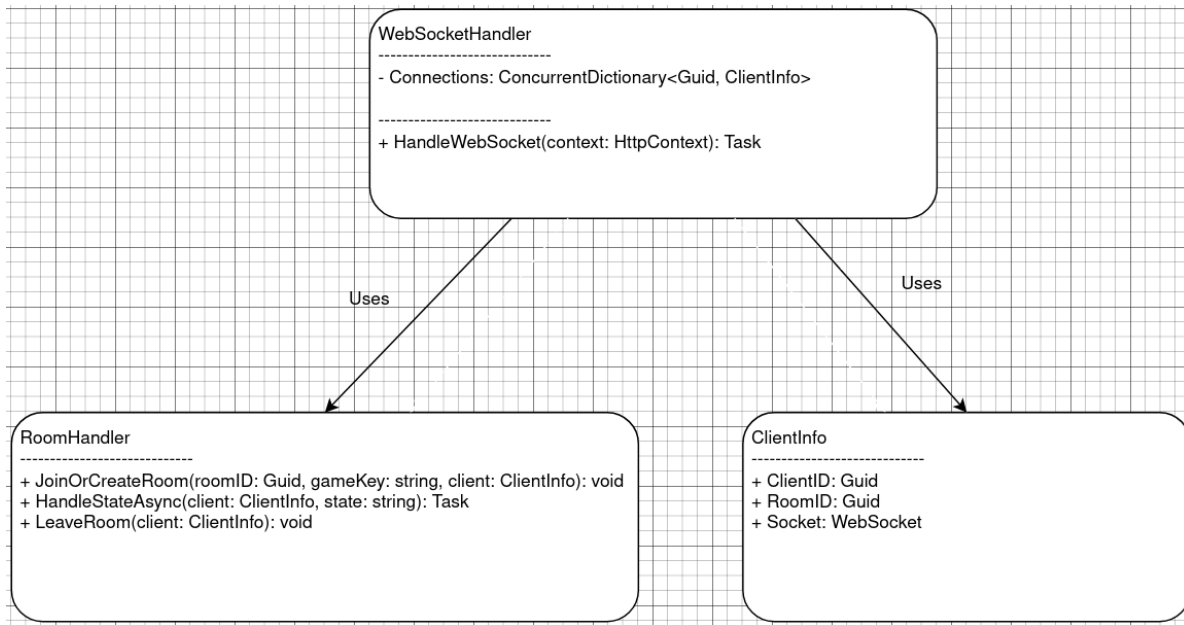 WebSocketHandler
-----------------------------
- Connections: ConcurrentDictionary<Guid, ClientInfo>
-----------------------------
+ HandleWebSocket(context: HttpContext): Task
Uses
Uses
RoomHandler
-----------------------------
+ JoinOrCreateRoom(roomID: Guid, gameKey: string, client: ClientInfo): void
+ HandleStateAsync(client: ClientInfo, state: string): Task
+ LeaveRoom(client: ClientInfo): void
ClientInfo
-----------------------------
+ ClientID: Guid
+ RoomID: Guid
+ Socket: WebSocket